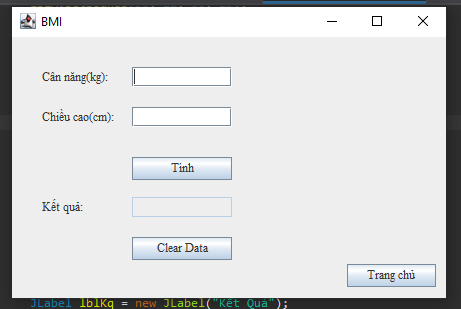 BMI
Cân năng(kg):
Chiều cao(cm):
Tính
Kết quả:
Clear Data
Trang chủ
JLabel lblKq = new JLabel("Kết Quả");